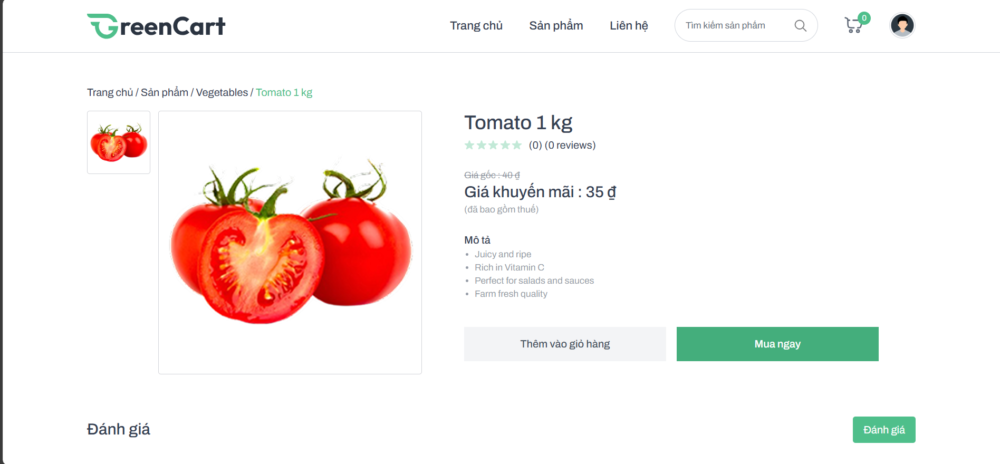 GreenCart
Trang chủ
Sản phẩm
Liên hệ
Tìm kiếm sản phẩm
0
Trang chủ / Sản phẩm / Vegetables / Tomato 1 kg
Tomato 1 kg
(0) (0 reviews)
Giá gốc : 40 ₫
Giá khuyến mãi : 35 ₫
(đã bao gồm thuế)
Mô tả
• Juicy and ripe
• Rich in Vitamin C
• Perfect for salads and sauces
• Farm fresh quality
Thêm vào giỏ hàng
Mua ngay
Đánh giá
Đánh giá